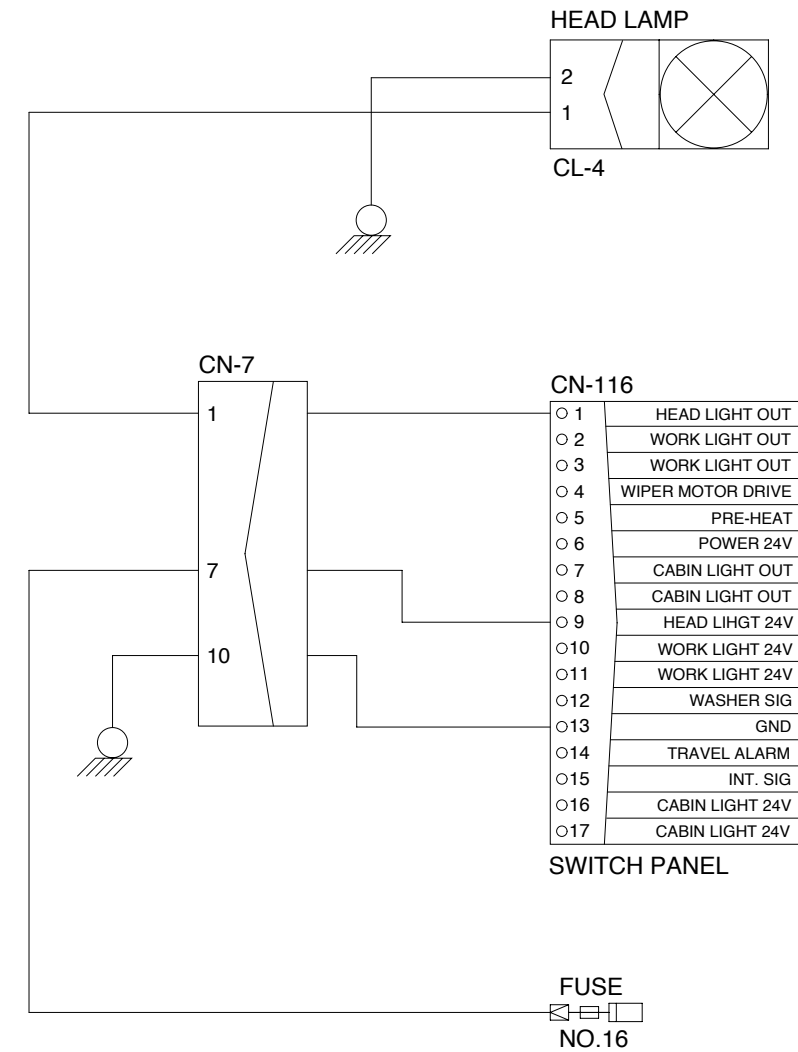 HEAD LAMP
2
1
CL-4
CN-7
1
7
10
CN-116
1 HEAD LIGHT OUT
2 WORK LIGHT OUT
3 WORK LIGHT OUT
4 WIPER MOTOR DRIVE
5 PRE-HEAT
6 POWER 24V
7 CABIN LIGHT OUT
8 CABIN LIGHT OUT
9 HEAD LIHGT 24V
10 WORK LIGHT 24V
11 WORK LIGHT 24V
12 WASHER SIG
13 GND
14 TRAVEL ALARM
15 INT. SIG
16 CABIN LIGHT 24V
17 CABIN LIGHT 24V
SWITCH PANEL
FUSE
NO.16